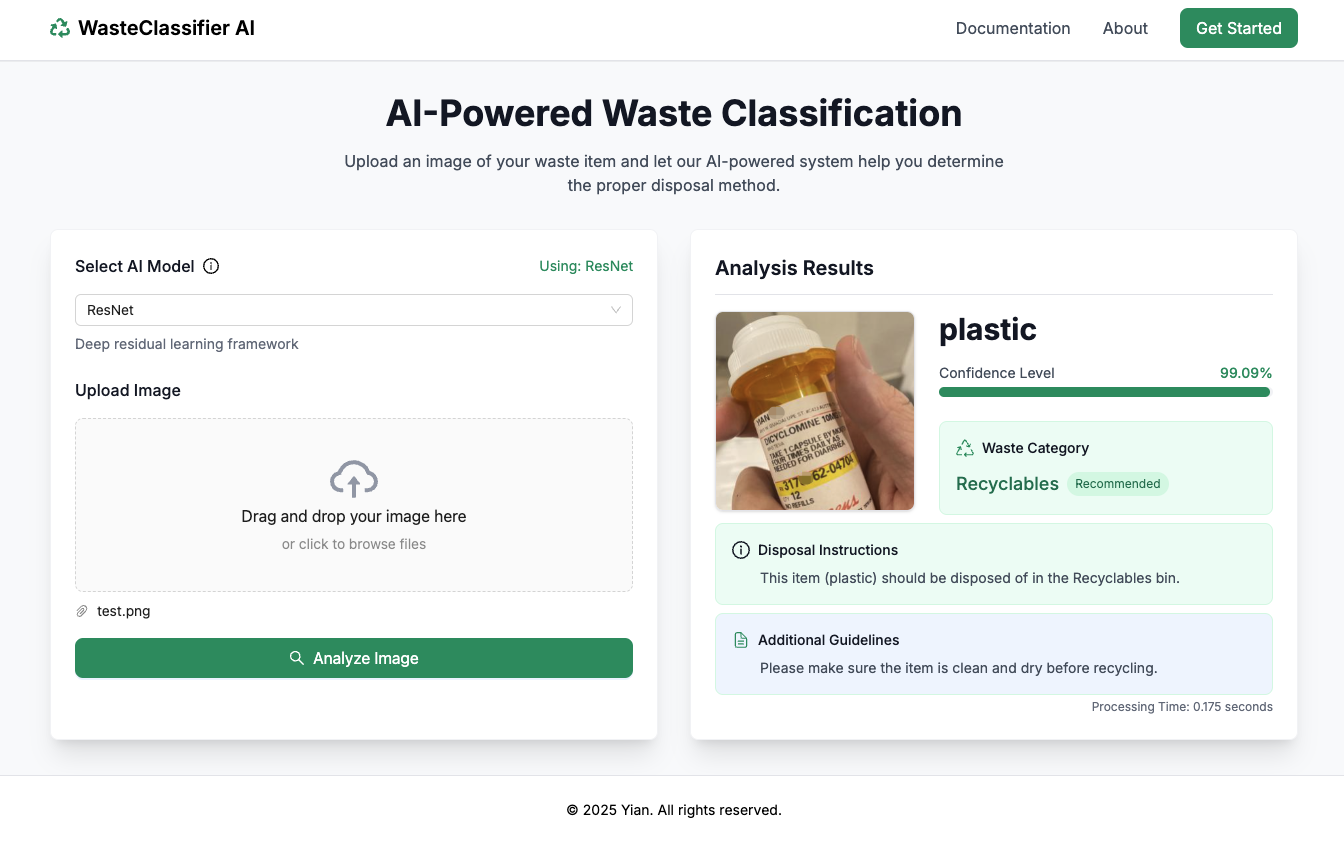 WasteClassifier AI
Documentation
About
Get Started
AI-Powered Waste Classification
Upload an image of your waste item and let our AI-powered system help you determine
the proper disposal method.
Select AI Model
Using: ResNet
ResNet
Deep residual learning framework
Upload Image
Drag and drop your image here
or click to browse files
test.png
Analyze Image
Analysis Results
DICYCLOMINE 10M
TAKE 1 CAPSULE BY MOU
FOUR TIMES DAILY AS
NEEDED FOR DIARRHEA
317 62-04704
12
REFILLS
plastic
Confidence Level
99.09%
Waste Category
Recyclables
Recommended
Disposal Instructions
This item (plastic) should be disposed of in the Recyclables bin.
Additional Guidelines
Please make sure the item is clean and dry before recycling.
Processing Time: 0.175 seconds
© 2025 Yian. All rights reserved.